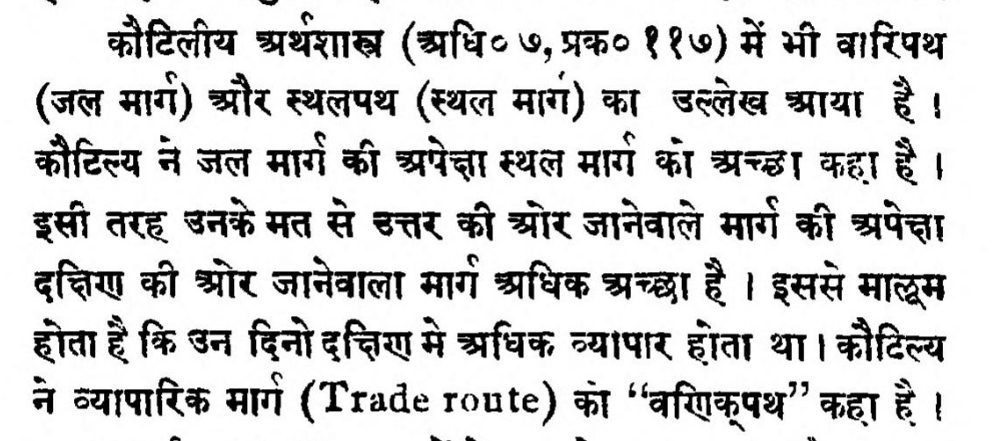 कौटिलीय अर्थशास्त्र (अधि० ७, प्रक० ११७) में भी वारिपथ
(जल मार्ग) और स्थलपथ (स्थल मार्ग) का उल्लेख आया है ।
कौटिल्य ने जल मार्ग की अपेक्षा स्थल मार्ग को अच्छा कहा है ।
इसी तरह उनके मत से उत्तर की ओर जानेवाले मार्ग की अपेक्षा
दक्षिण की ओर जानेवाला मार्ग अधिक अच्छा है । इससे मालूम
होता है कि उन दिनो दक्षिण मे अधिक व्यापार होता था । कौटिल्य
ने व्यापारिक मार्ग (Trade route) को “वणिक्पथ” कहा है ।